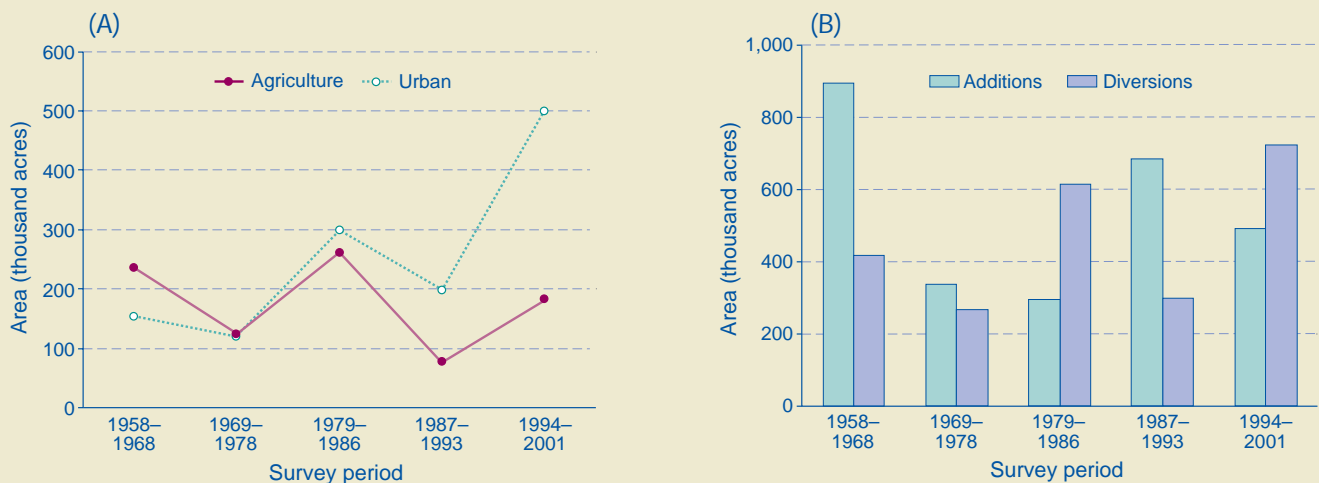 (A)
600
500
400
300
200
100
0
Area (thousand acres)
Agriculture Urban
1958– 1969– 1979– 1987– 1994–
1968 1978 1986 1993 2001
Survey period
(B)
1,000
800
600
400
200
0
Area (thousand acres)
Additions Diversions
1958– 1969– 1979– 1987– 1994–
1968 1978 1986 1993 2001
Survey period